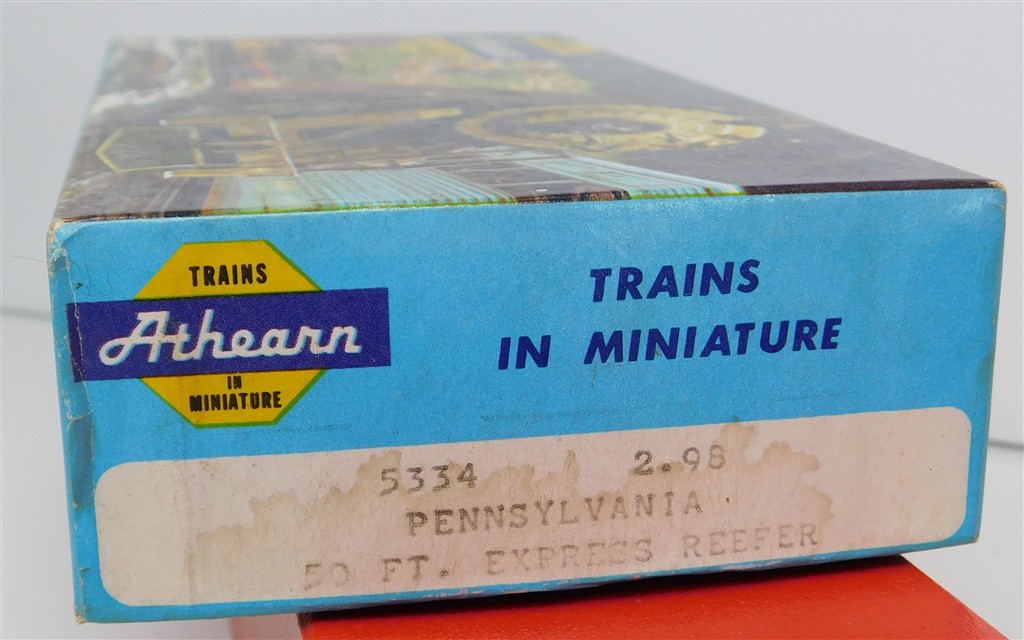 TRAINS
Athearn
IN
MINIATURE
TRAINS
IN MINIATURE
5334 2.98
PENNSYLVANIA
50 FT. EXPRESS REEFER